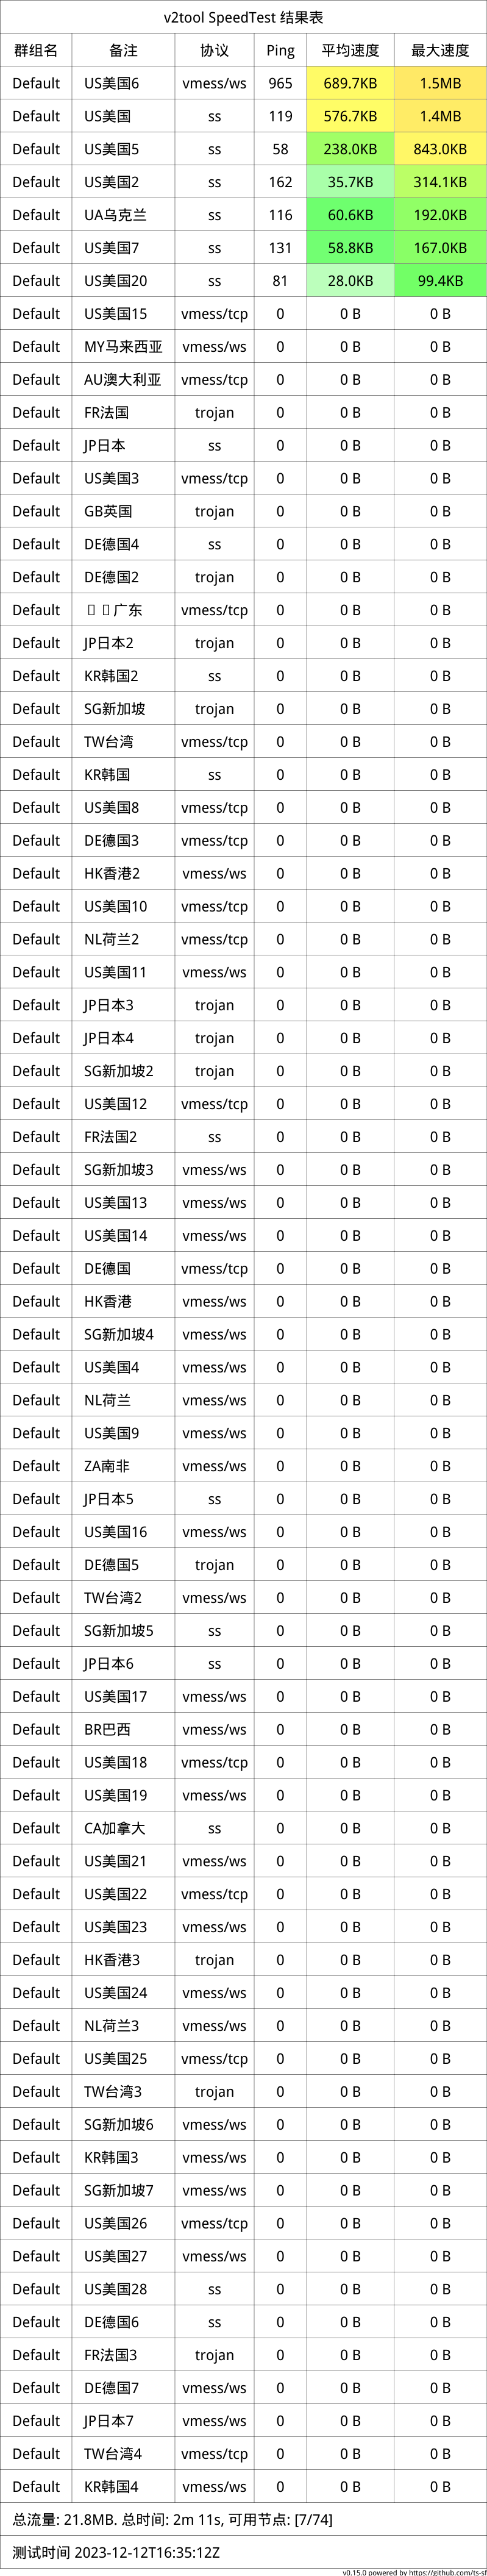 v2tool SpeedTest 结果表
群组名 备注 协议 Ping 平均速度 最大速度
Default US美国6 vmess/ws 965 689.7KB 1.5MB
Default US美国 ss 119 576.7KB 1.4MB
Default US美国5 ss 58 238.0KB 843.0KB
Default US美国2 ss 162 35.7KB 314.1KB
Default UA乌克兰 ss 116 60.6KB 192.0KB
Default US美国7 ss 131 58.8KB 167.0KB
Default US美国20 ss 81 28.0KB 99.4KB
Default US美国15 vmess/tcp 0 0 B 0 B
Default MY马来西亚 vmess/ws 0 0 B 0 B
Default AU澳大利亚 vmess/tcp 0 0 B 0 B
Default FR法国 trojan 0 0 B 0 B
Default JP日本 ss 0 0 B 0 B
Default US美国3 vmess/tcp 0 0 B 0 B
Default GB英国 trojan 0 0 B 0 B
Default DE德国4 ss 0 0 B 0 B
Default DE德国2 trojan 0 0 B 0 B
Default 广东 vmess/tcp 0 0 B 0 B
Default JP日本2 trojan 0 0 B 0 B
Default KR韩国2 ss 0 0 B 0 B
Default SG新加坡 trojan 0 0 B 0 B
Default TW台湾 vmess/tcp 0 0 B 0 B
Default KR韩国 ss 0 0 B 0 B
Default US美国8 vmess/tcp 0 0 B 0 B
Default DE德国3 vmess/tcp 0 0 B 0 B
Default HK香港2 vmess/ws 0 0 B 0 B
Default US美国10 vmess/tcp 0 0 B 0 B
Default NL荷兰2 vmess/tcp 0 0 B 0 B
Default US美国11 vmess/ws 0 0 B 0 B
Default JP日本3 trojan 0 0 B 0 B
Default JP日本4 trojan 0 0 B 0 B
Default SG新加坡2 trojan 0 0 B 0 B
Default US美国12 vmess/tcp 0 0 B 0 B
Default FR法国2 ss 0 0 B 0 B
Default SG新加坡3 vmess/ws 0 0 B 0 B
Default US美国13 vmess/ws 0 0 B 0 B
Default US美国14 vmess/ws 0 0 B 0 B
Default DE德国 vmess/tcp 0 0 B 0 B
Default HK香港 vmess/ws 0 0 B 0 B
Default SG新加坡4 vmess/ws 0 0 B 0 B
Default US美国4 vmess/ws 0 0 B 0 B
Default NL荷兰 vmess/ws 0 0 B 0 B
Default US美国9 vmess/ws 0 0 B 0 B
Default ZA南非 vmess/ws 0 0 B 0 B
Default JP日本5 ss 0 0 B 0 B
Default US美国16 vmess/ws 0 0 B 0 B
Default DE德国5 trojan 0 0 B 0 B
Default TW台湾2 vmess/ws 0 0 B 0 B
Default SG新加坡5 ss 0 0 B 0 B
Default JP日本6 ss 0 0 B 0 B
Default US美国17 vmess/ws 0 0 B 0 B
Default BR巴西 vmess/ws 0 0 B 0 B
Default US美国18 vmess/tcp 0 0 B 0 B
Default US美国19 vmess/ws 0 0 B 0 B
Default CA加拿大 ss 0 0 B 0 B
Default US美国21 vmess/ws 0 0 B 0 B
Default US美国22 vmess/tcp 0 0 B 0 B
Default US美国23 vmess/ws 0 0 B 0 B
Default HK香港3 trojan 0 0 B 0 B
Default US美国24 vmess/ws 0 0 B 0 B
Default NL荷兰3 vmess/ws 0 0 B 0 B
Default US美国25 vmess/tcp 0 0 B 0 B
Default TW台湾3 trojan 0 0 B 0 B
Default SG新加坡6 vmess/ws 0 0 B 0 B
Default KR韩国3 vmess/ws 0 0 B 0 B
Default SG新加坡7 vmess/ws 0 0 B 0 B
Default US美国26 vmess/tcp 0 0 B 0 B
Default US美国27 vmess/ws 0 0 B 0 B
Default US美国28 ss 0 0 B 0 B
Default DE德国6 ss 0 0 B 0 B
Default FR法国3 trojan 0 0 B 0 B
Default DE德国7 vmess/ws 0 0 B 0 B
Default JP日本7 vmess/ws 0 0 B 0 B
Default TW台湾4 vmess/tcp 0 0 B 0 B
Default KR韩国4 vmess/ws 0 0 B 0 B
总流量: 21.8MB. 总时间: 2m 11s, 可用节点: [7/74]
测试时间 2023-12-12T16:35:12Z
v0.15.0 powered by https://github.com/ts-sf